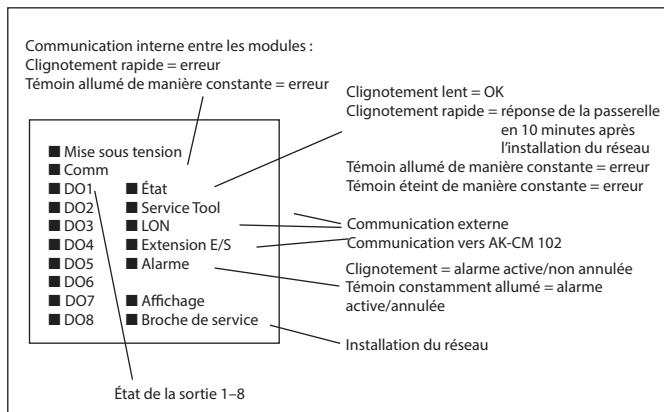 Communication interne entre les modules :
Clignotement rapide = erreur
Témoin allumé de manière constante = erreur
Clignotement lent = OK
Clignotement rapide = réponse de la passerelle
en 10 minutes après
l'installation du réseau
Témoin allumé de manière constante = erreur
Témoin éteint de manière constante = erreur
■ Mise sous tension
■ Comm
■ DO1 ■ État
■ DO2 ■ Service Tool
■ DO3 ■ LON
■ DO4 ■ Extension E/S
■ DO5 ■ Alarme
■ DO6
■ DO7 ■ Affichage
■ DO8 ■ Broche de service
Communication externe
Communication vers AK-CM 102
Clignotement = alarme active/non annulée
Témoin constamment allumé = alarme
active/annulée
Installation du réseau
État de la sortie 1–8